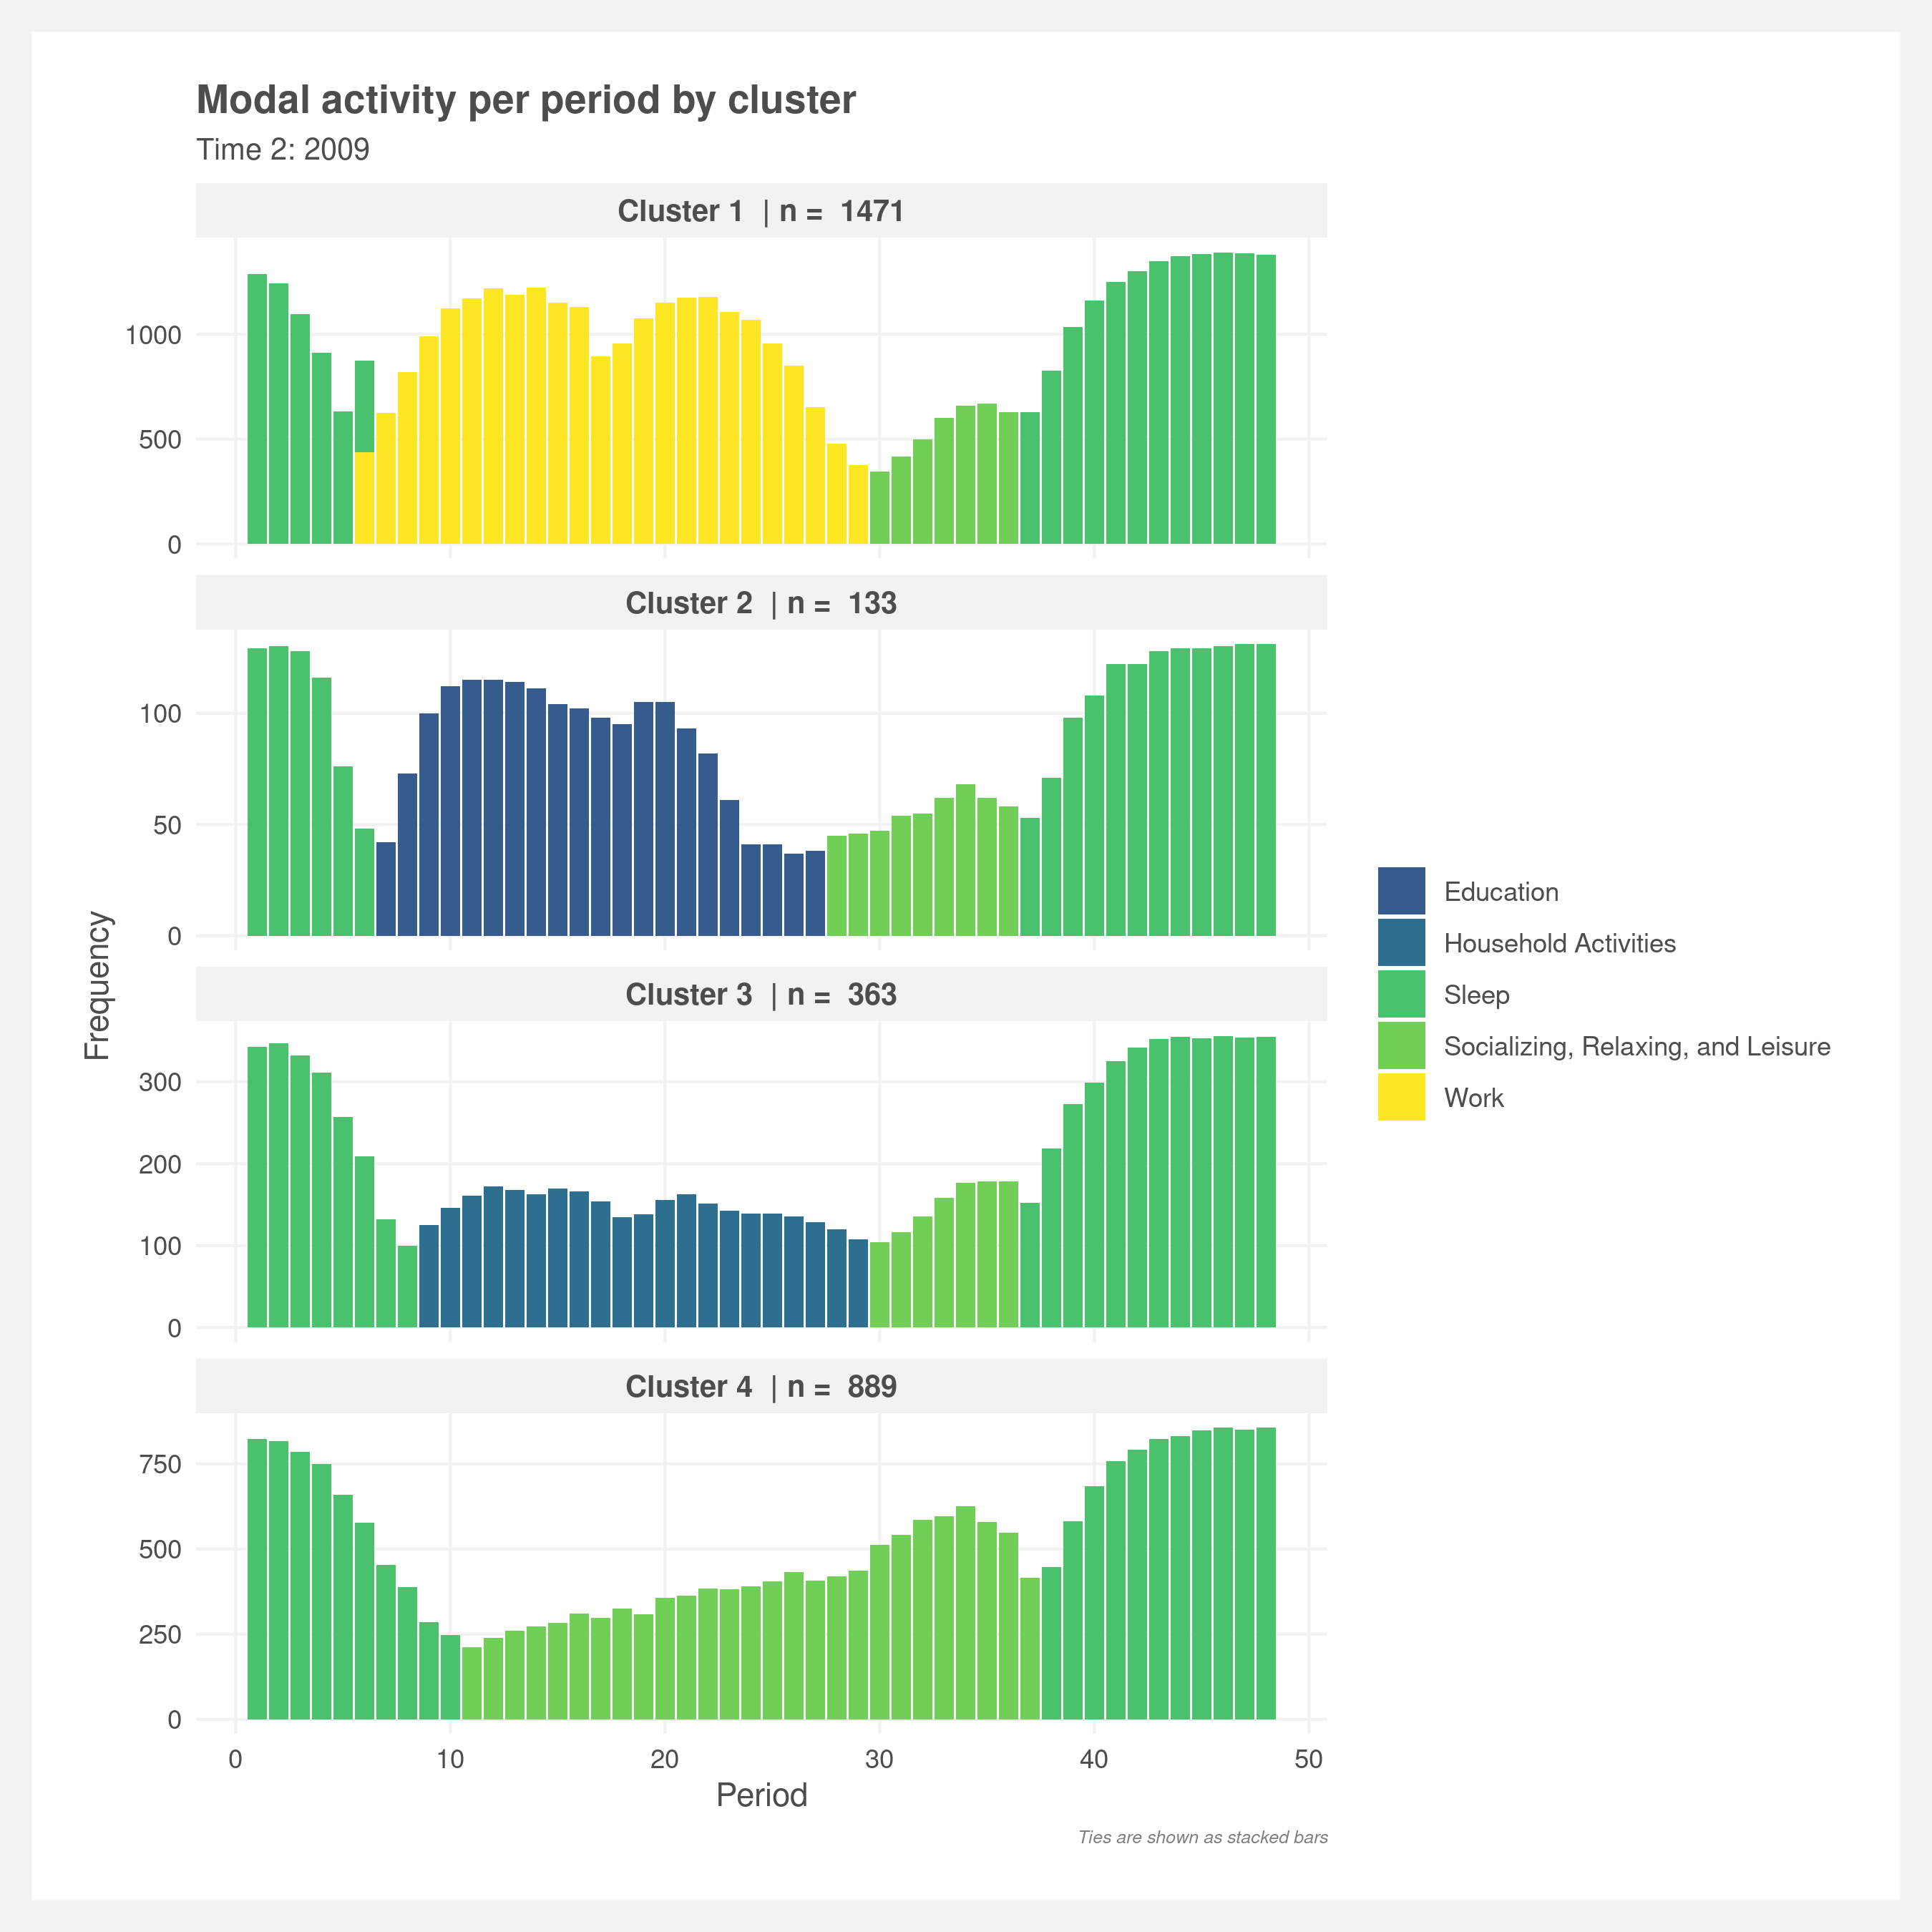 Modal activity per period by cluster
Time 2: 2009
Cluster 1 | n = 1471
1000
500
0
Cluster 2 | n = 133
100
50
0
Cluster 3 | n = 363
300
200
100
0
Cluster 4 | n = 889
750
500
250
0
0 10 20 30 40 50
Period
Frequency
Education
Household Activities
Sleep
Socializing, Relaxing, and Leisure
Work
Ties are shown as stacked bars